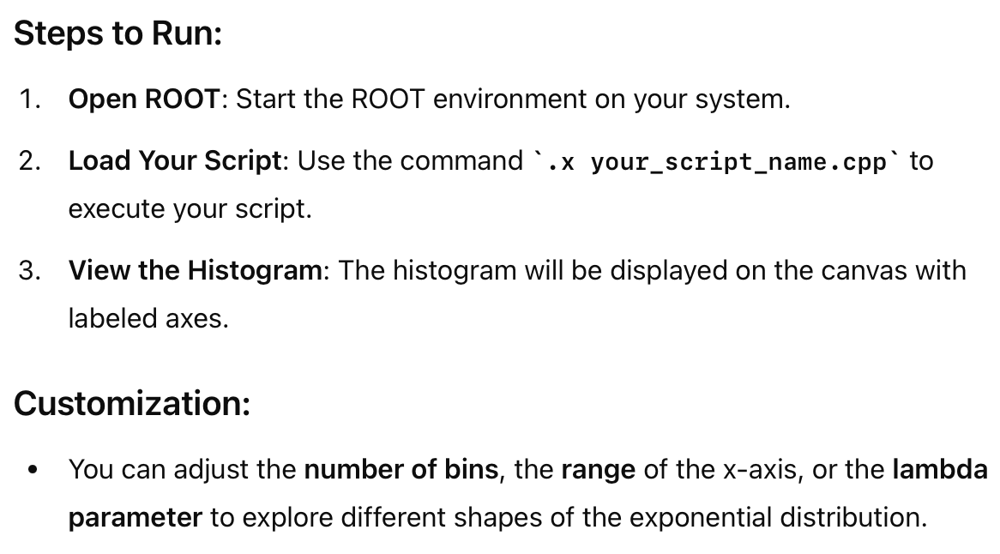 Steps to Run:
1. Open ROOT: Start the ROOT environment on your system.
2. Load Your Script: Use the command `.x your_script_name.cpp` to
execute your script.
3. View the Histogram: The histogram will be displayed on the canvas with
labeled axes.
Customization:
• You can adjust the number of bins, the range of the x-axis, or the lambda
parameter to explore different shapes of the exponential distribution.